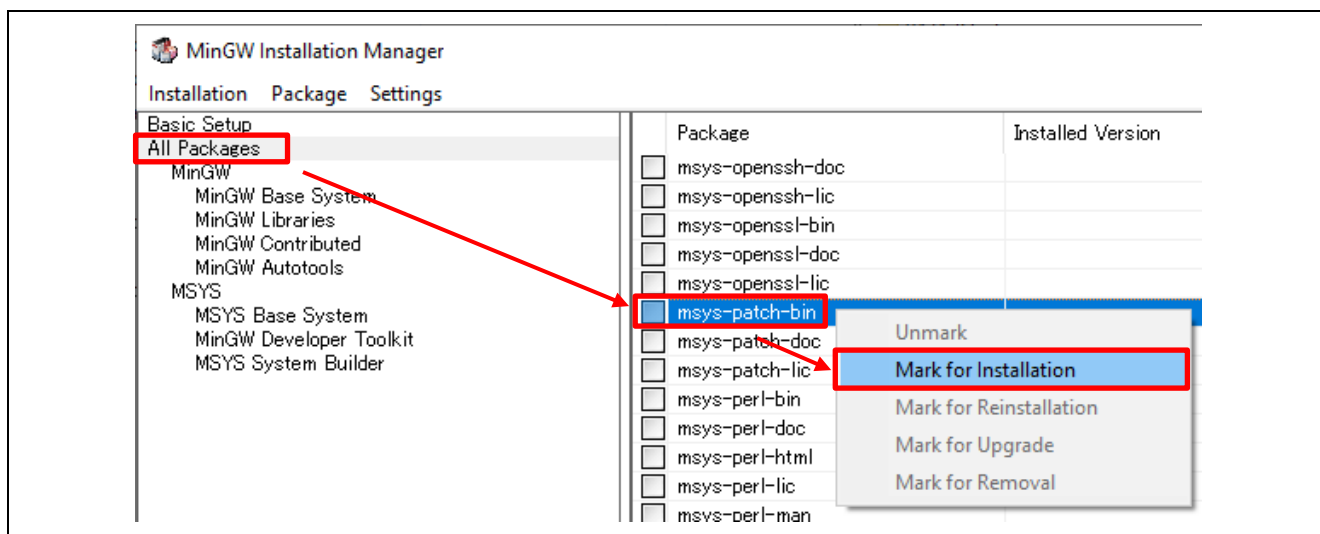 MinGW Installation Manager
Installation Package Settings
Basic Setup
All Packages
MinGW
MinGW Base System
MinGW Libraries
MinGW Contributed
MinGW Autotools
MSYS
MSYS Base System
MinGW Developer Toolkit
MSYS System Builder
Package Installed Version
msys-openssh-doc
msys-openssh-lic
msys-openssl-bin
msys-openssl-doc
msys-openssl-lic
msys-patch-bin
msys-patch-doc
msys-patch-lic
msys-perl-bin
msys-perl-doc
msys-perl-html
msys-perl-lic
msys-perl-man
Unmark
Mark for Installation
Mark for Reinstallation
Mark for Upgrade
Mark for Removal